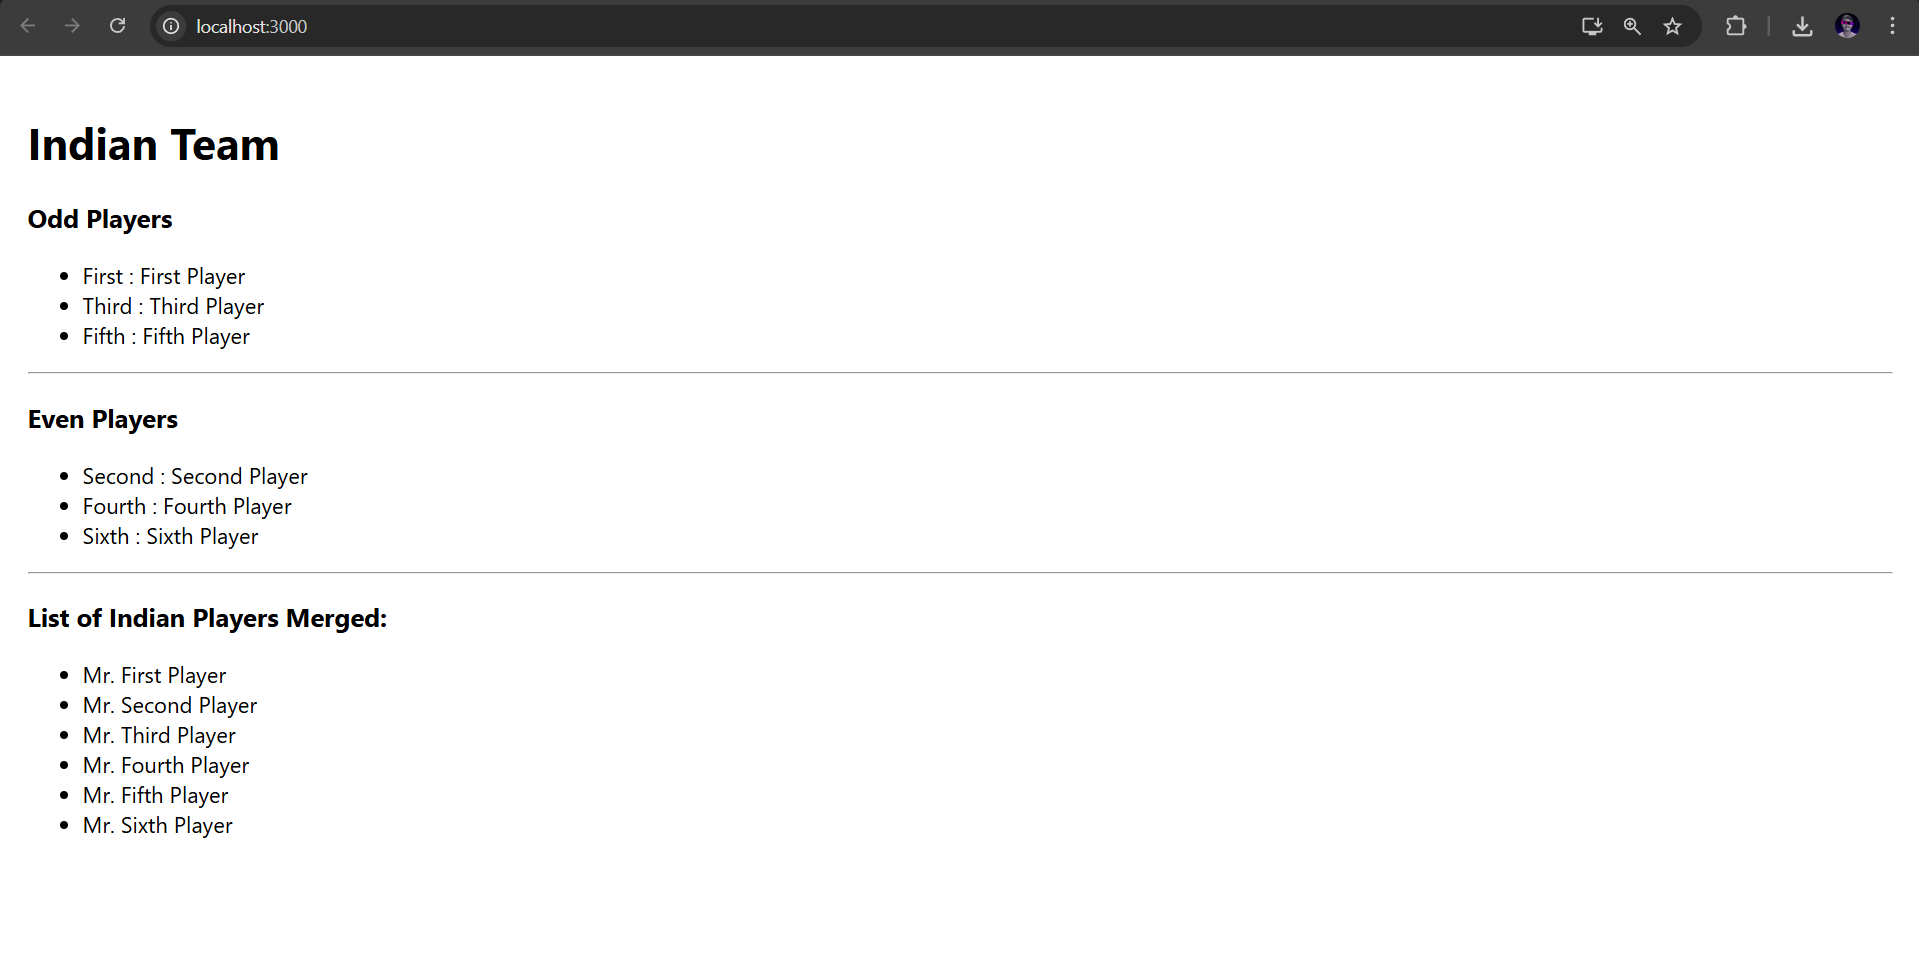 localhost:3000
Indian Team
Odd Players
First : First Player
Third : Third Player
Fifth : Fifth Player
Even Players
Second : Second Player
Fourth : Fourth Player
Sixth : Sixth Player
List of Indian Players Merged:
Mr. First Player
Mr. Second Player
Mr. Third Player
Mr. Fourth Player
Mr. Fifth Player
Mr. Sixth Player